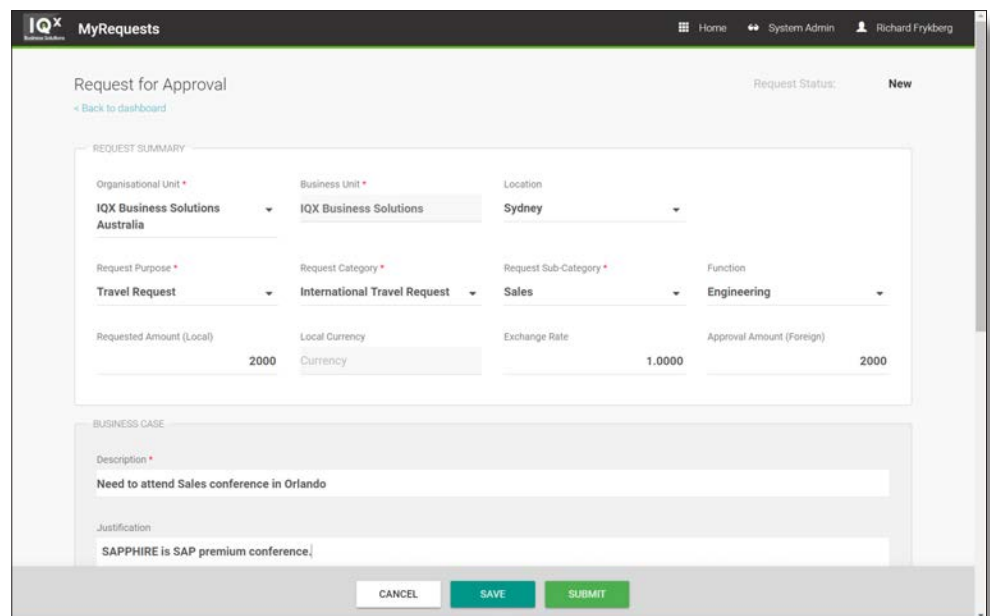 IQX MyRequests Home System Admin Richard Frykberg
Business Solutions
Request for Approval Request Status: New
< Back to dashboard
REQUEST SUMMARY
Organisational Unit * Business Unit * Location
IQX Business Solutions IQX Business Solutions Sydney
Australia
Request Purpose * Request Category * Request Sub-Category * Function
Travel Request International Travel Request Sales Engineering
Requested Amount (Local) Local Currency Exchange Rate Approval Amount (Foreign)
2000 Currency 1.0000 2000
BUSINESS CASE
Description *
Need to attend Sales conference in Orlando
Justification
SAPPHIRE is SAP premium conference.
CANCEL SAVE SUBMIT